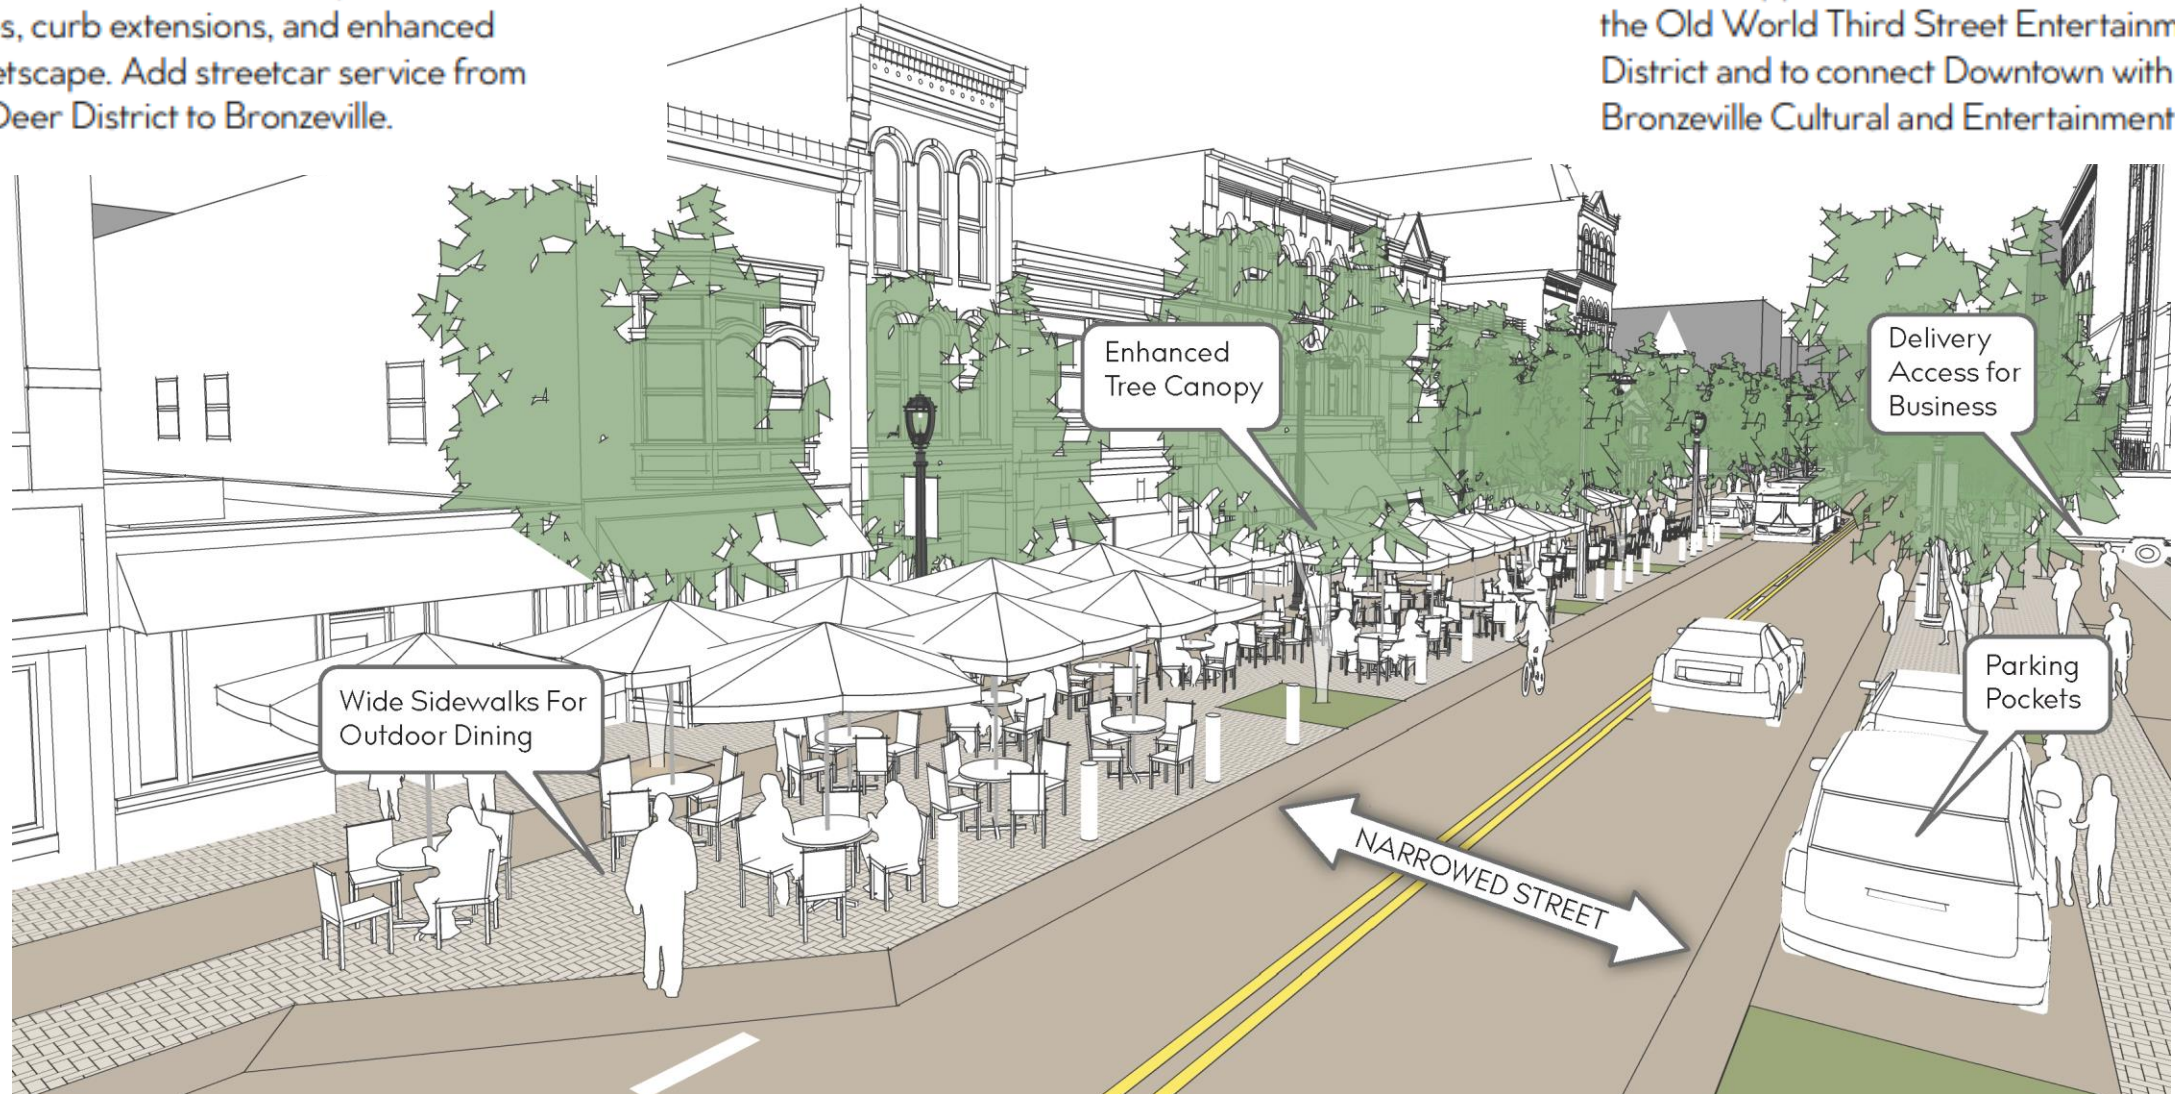 curb extensions, and enhanced
etscape. Add streetcar service from
Deer District to Bronzeville.
the Old World Third Street Entertainm
District and to connect Downtown with
Bronzeville Cultural and Entertainment
Enhanced
Tree Canopy
Delivery
Access for
Business
Wide Sidewalks For
Outdoor Dining
Parking
Pockets
NARROWED STREET